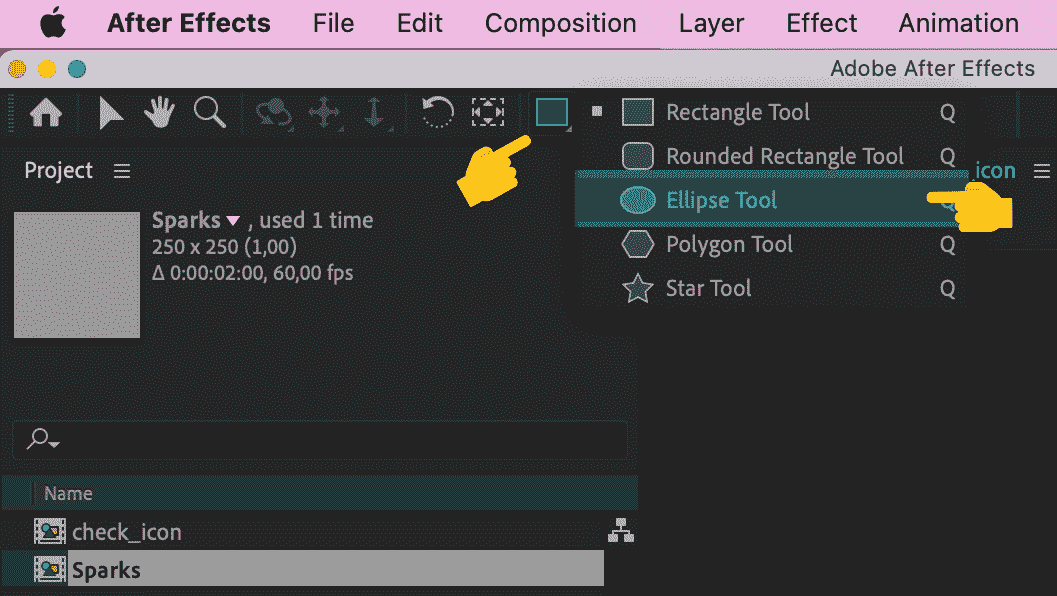 After Effects File Edit Composition Layer Effect Animation
Adobe After Effects
Rectangle Tool Q
Rounded Rectangle Tool Q
Project
icon
Ellipse Tool
Sparks , used 1 time
250 x 250 (1,00)
Δ 0:00:02:00, 60,00 fps
Polygon Tool Q
Star Tool Q
Name
check_icon
Sparks